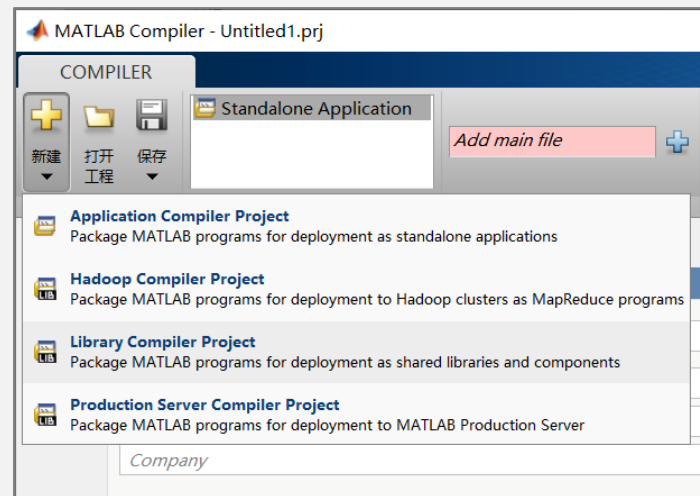 MATLAB Compiler - Untitled1.prj
COMPILER
新建
打开
工程
保存
Standalone Application
Add main file
Application Compiler Project
Package MATLAB programs for deployment as standalone applications
Hadoop Compiler Project
Package MATLAB programs for deployment to Hadoop clusters as MapReduce programs
Library Compiler Project
Package MATLAB programs for deployment as shared libraries and components
Production Server Compiler Project
Package MATLAB programs for deployment to MATLAB Production Server
Company